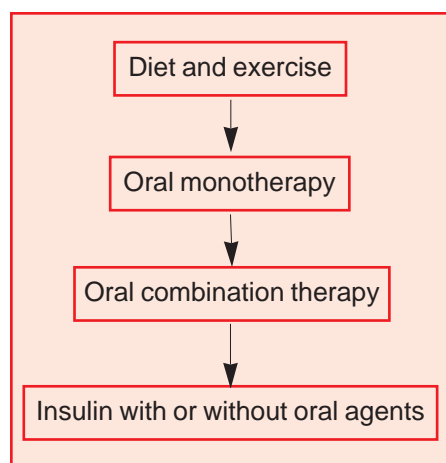 Diet and exercise
Oral monotherapy
Oral combination therapy
Insulin with or without oral agents